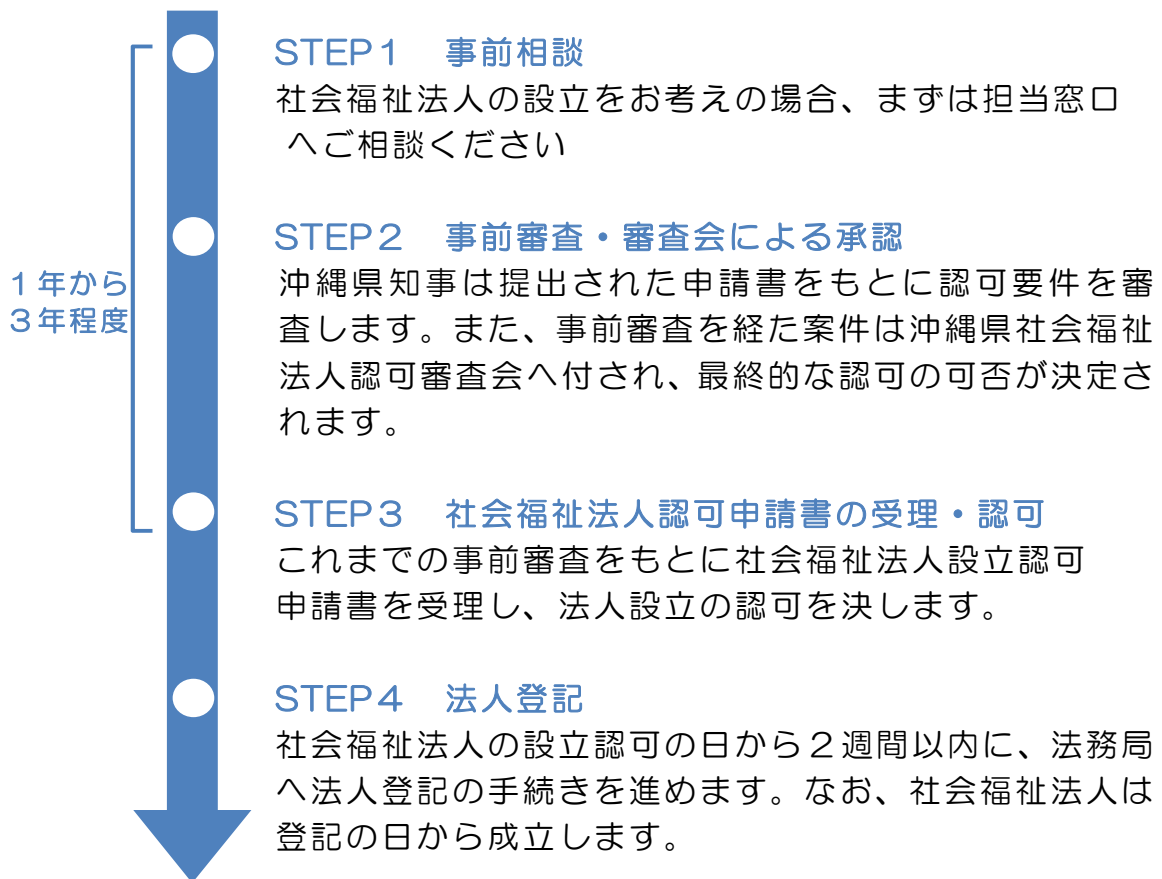 STEP1　事前相談
社会福祉法人の設立をお考えの場合、まずは担当窓口
へご相談ください
STEP2　事前審査・審査会による承認
1年から
3年程度
沖縄県知事は提出された申請書をもとに認可要件を審
査します。また、事前審査を経た案件は沖縄県社会福祉
法人認可審査会へ付され、最終的な認可の可否が決定さ
れます。
STEP3　社会福祉法人認可申請書の受理・認可
これまでの事前審査をもとに社会福祉法人設立認可
申請書を受理し、法人設立の認可を決します。
STEP4　法人登記
社会福祉法人の設立認可の日から2週間以内に、法務局
へ法人登記の手続きを進めます。なお、社会福祉法人は
登記の日から成立します。